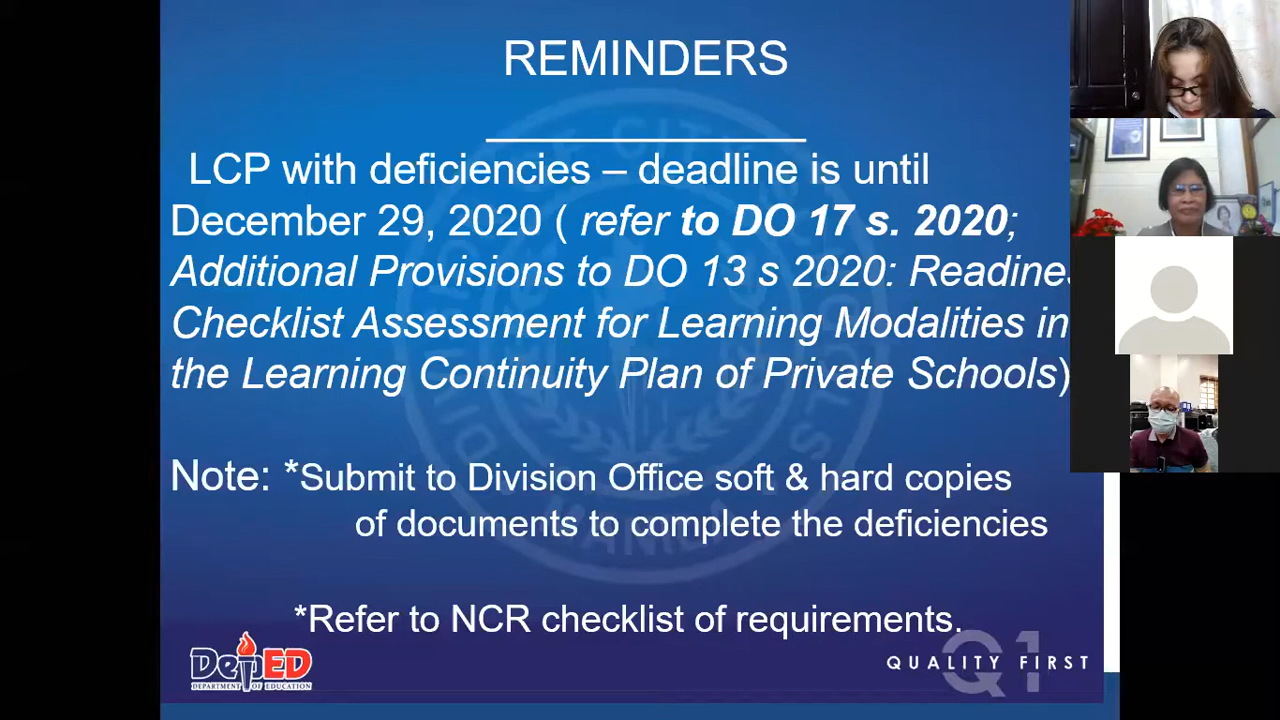 REMINDERS
LCP with deficiencies – deadline is until
December 29, 2020 ( refer to DO 17 s. 2020;
Additional Provisions to DO 13 s 2020:
Checklist Assessment for Learning Modalities in
the Learning Continuity Plan of Private Schools)
Note: *Submit to Division Office soft & hard copies
of documents to complete the deficiencies
*Refer to NCR checklist of requirements.
DepED
DEPARTMENT OF EDUCATION
Q1
QUALITY FIRST
MANILA